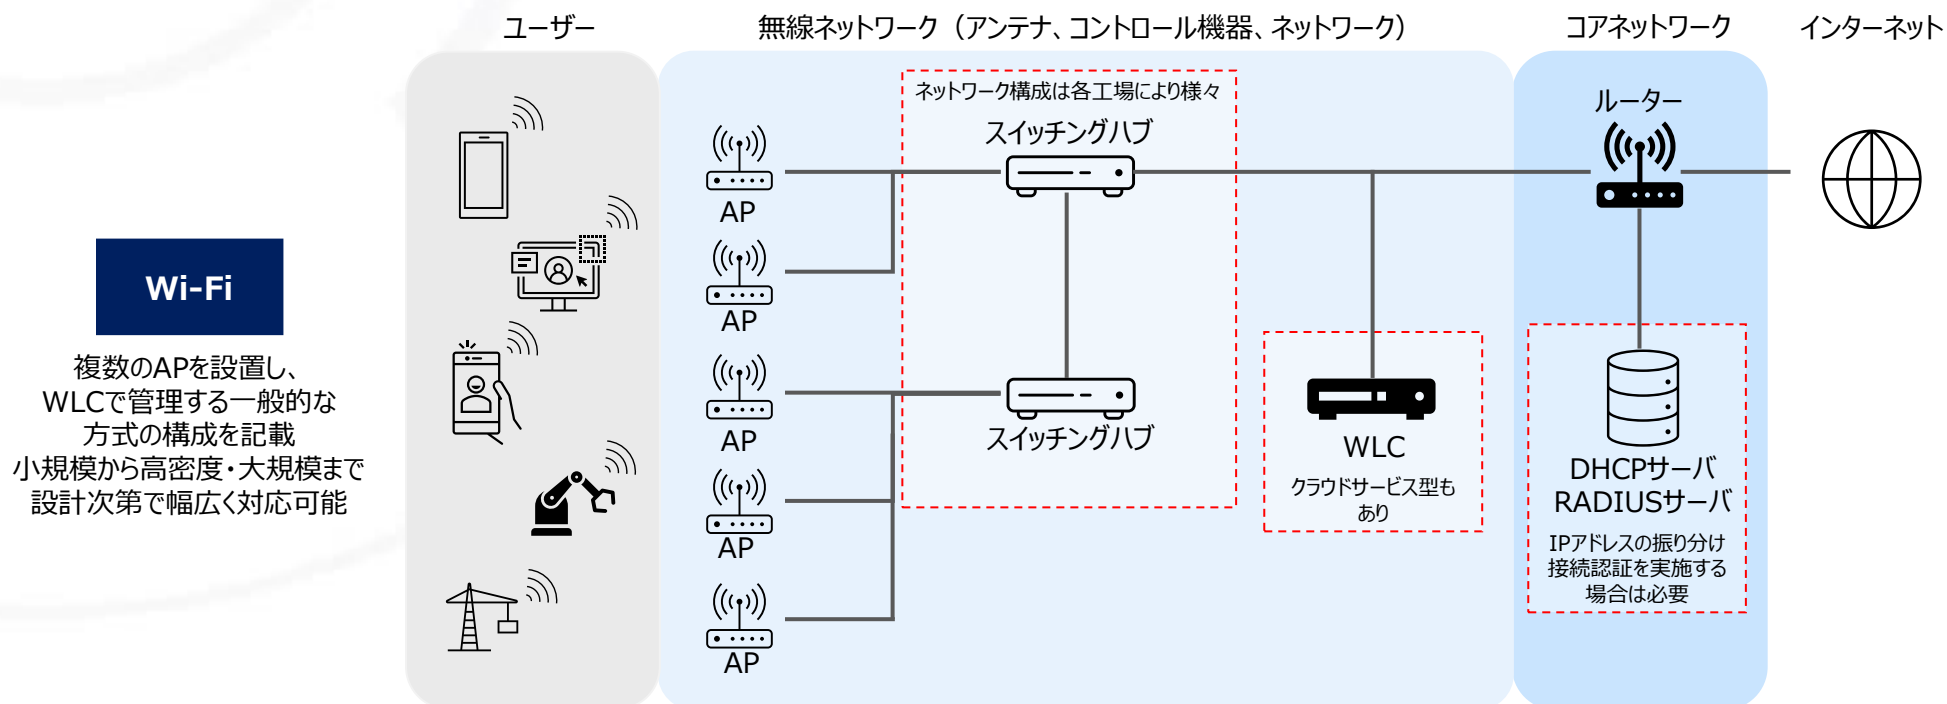 ユーザー
無線ネットワーク（アンテナ、コントロール機器、ネットワーク）
コアネットワーク
インターネット
Wi-Fi
複数のAPを設置し、
WLCで管理する一般的な
方式の構成を記載
小規模から高密度・大規模まで
設計次第で幅広く対応可能
AP
AP
AP
AP
AP
ネットワーク構成は各工場により様々
スイッチングハブ
スイッチングハブ
WLC
クラウドサービス型も
あり
ルーター
DHCPサーバ
RADIUSサーバ
IPアドレスの振り分け
接続認証を実施する
場合は必要